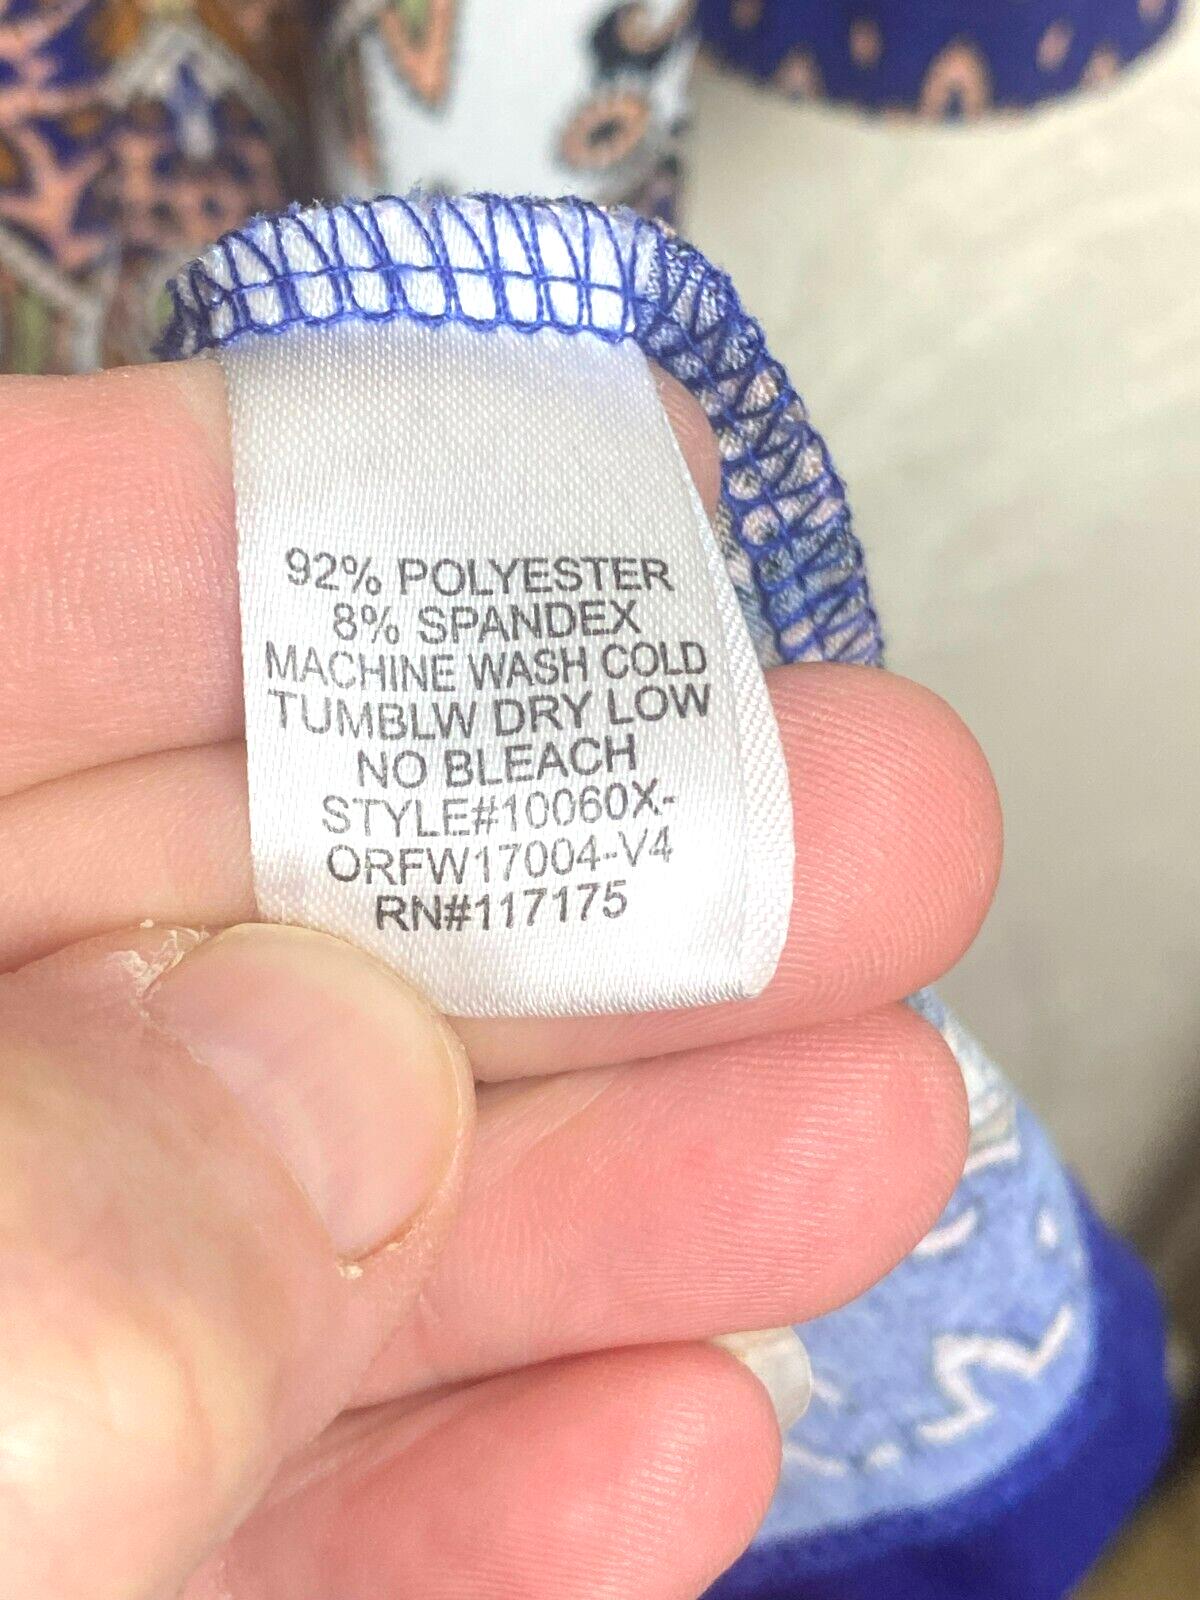 92% POLYESTER
8% SPANDEX
MACHINE WASH COLD
TUMBLW DRY LOW
NO BLEACH
STYLE#10060X-
ORFW17004-V4
RN#117175